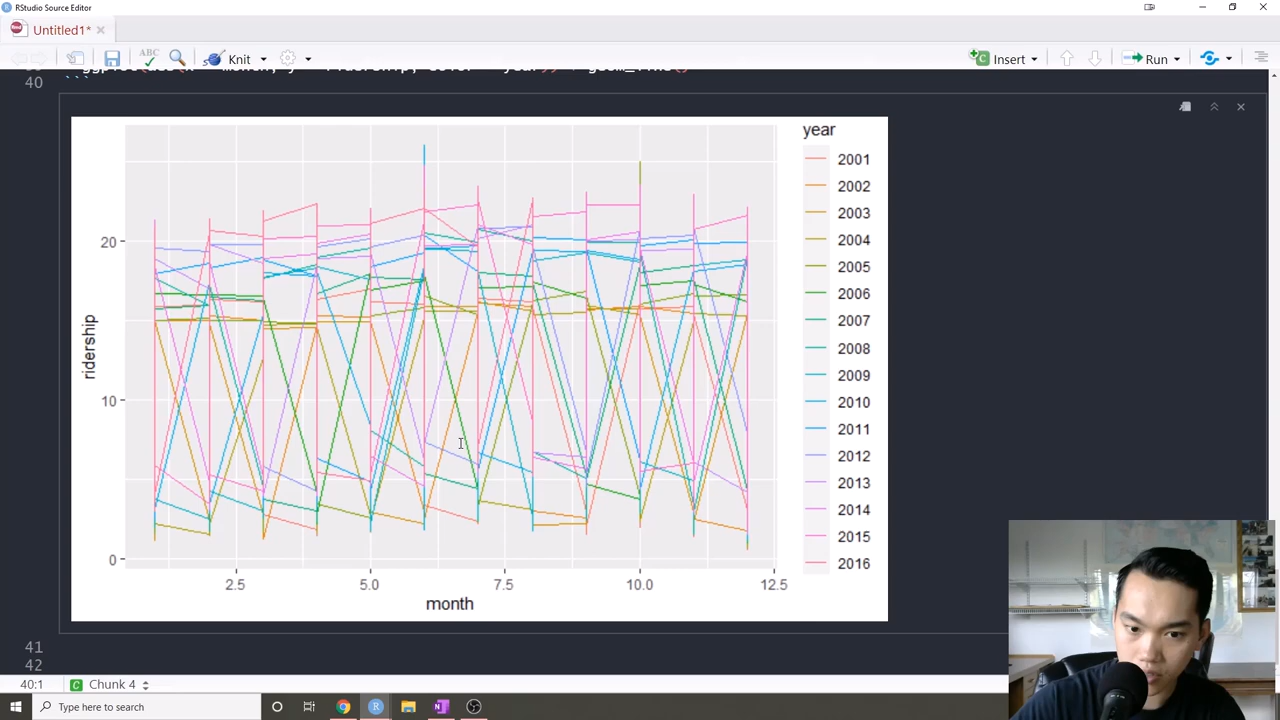 RStudio Source Editor
Untitled1*
ABC
Knit
Insert
Run
40
```
year
2001
2002
2003
2004
2005
2006
2007
2008
2009
2010
2011
2012
2013
2014
2015
2016
20
10
0
ridership
2.5 5.0 7.5 10.0 12.5
month
41
42
40:1
Chunk 4
Type here to search